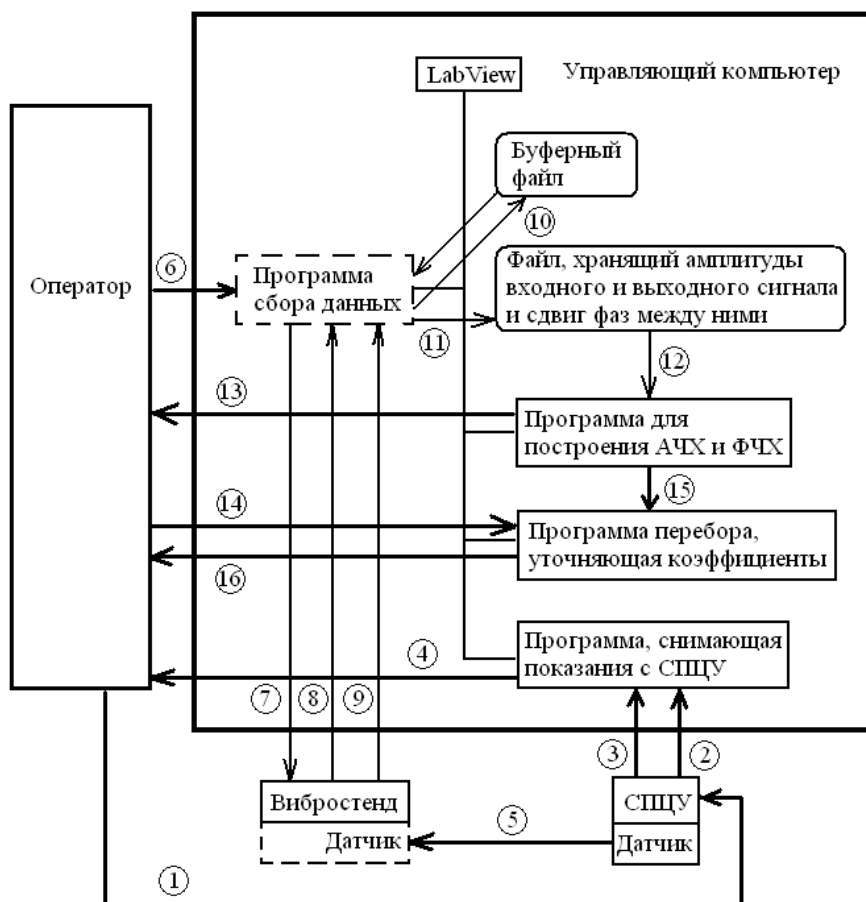 Управляющий компьютер
LabView
Буферный
файл
10
6
Оператор
Программа
сбора данных
Файл, хранящий амплитуды
входного и выходного сигнала
и сдвиг фаз между ними
11
12
13
Программа для
построения АЧХ и ФЧХ
15
14
Программа перебора,
уточняющая коэффициенты
16
Программа, снимающая
показания с СПЦУ
4
7
8
9
3
2
Вибростенд
Датчик
5
СПЦУ
Датчик
1